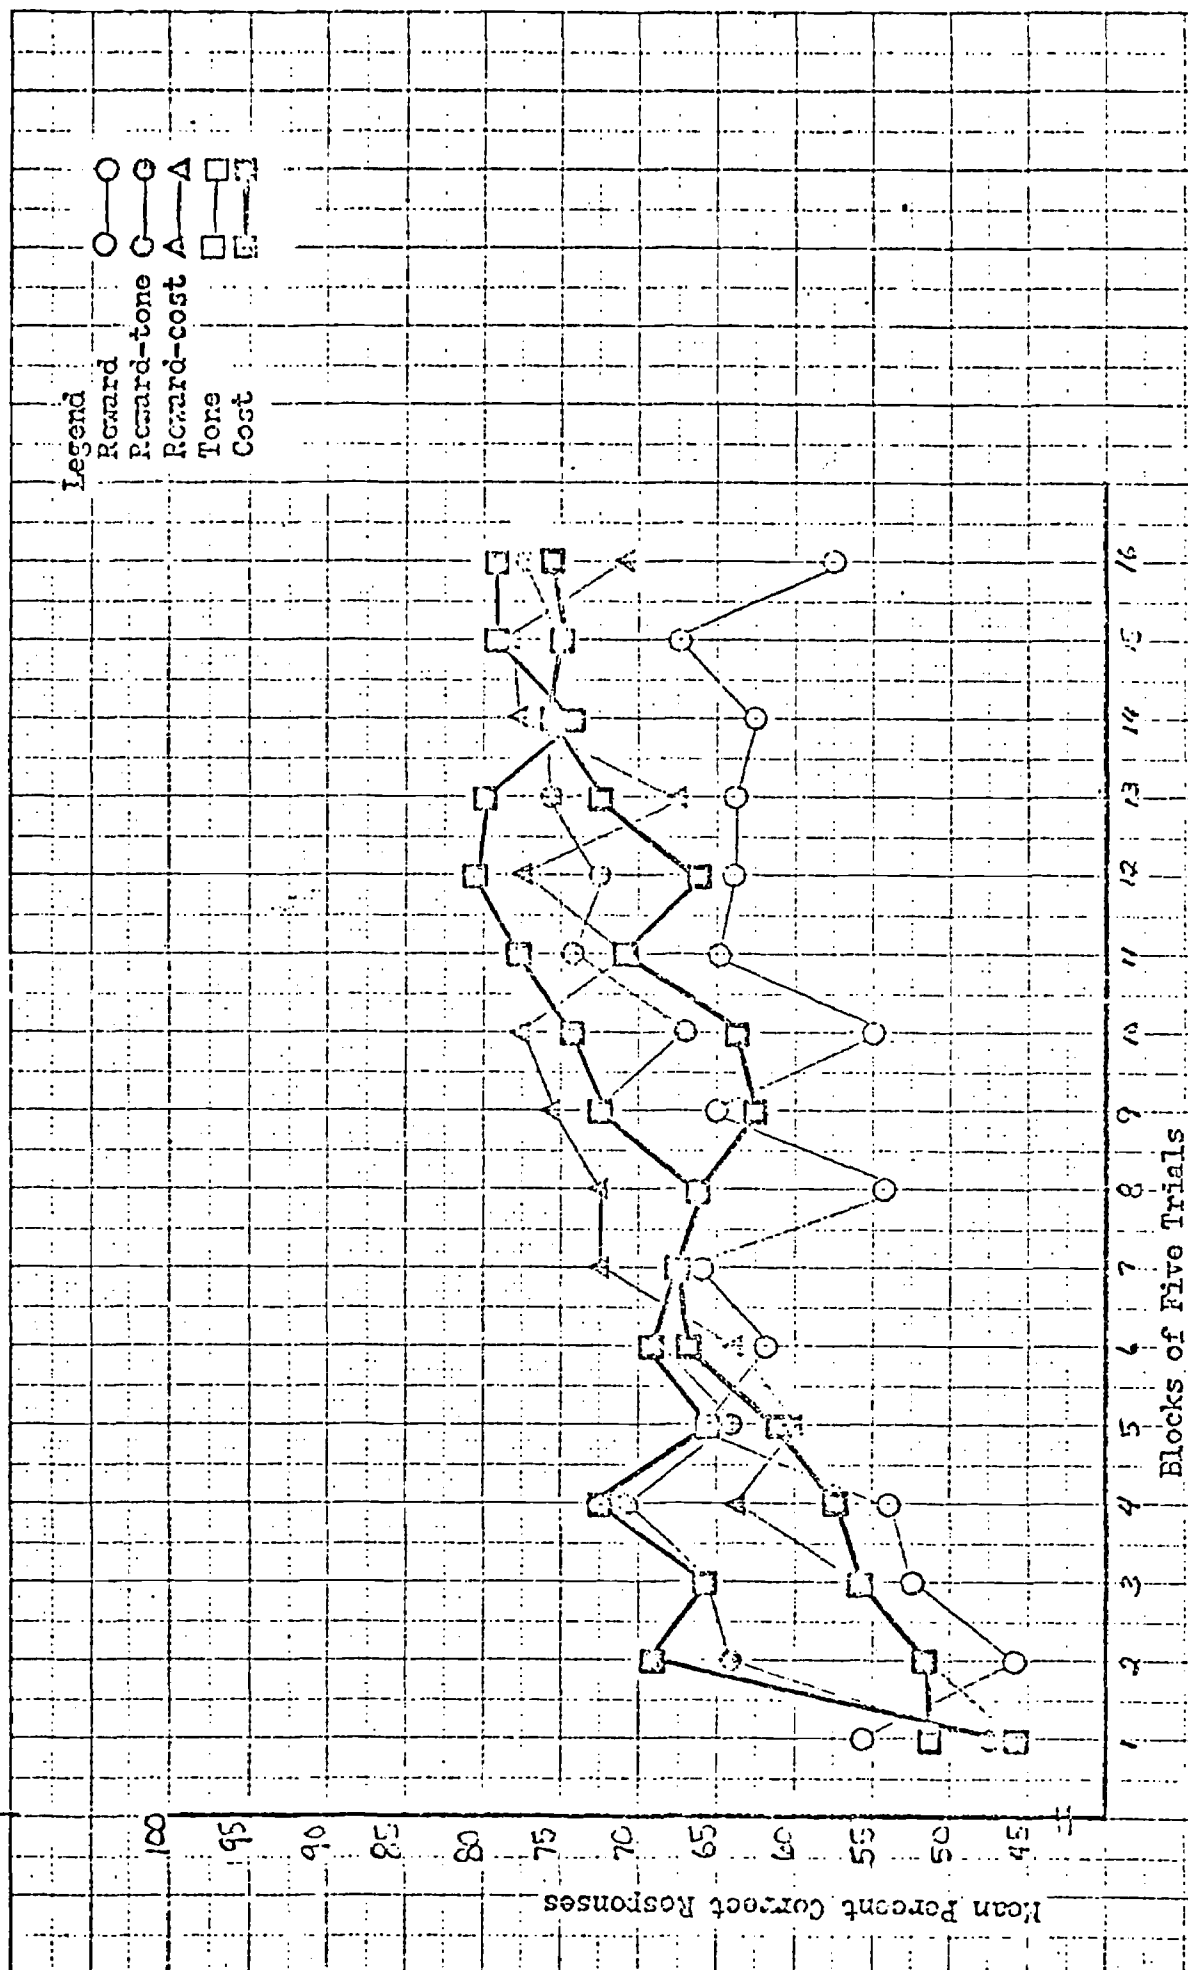 Legend
Reward
Reward-tone
Reward-cost
Tone
Cost
100
95
90
85
80
75
70
65
60
55
50
45
Mean Percent Correct Responses
1 2 3 4 5 6 7 8 9 10 11 12 13 14 15 16
Blocks of Five Trials